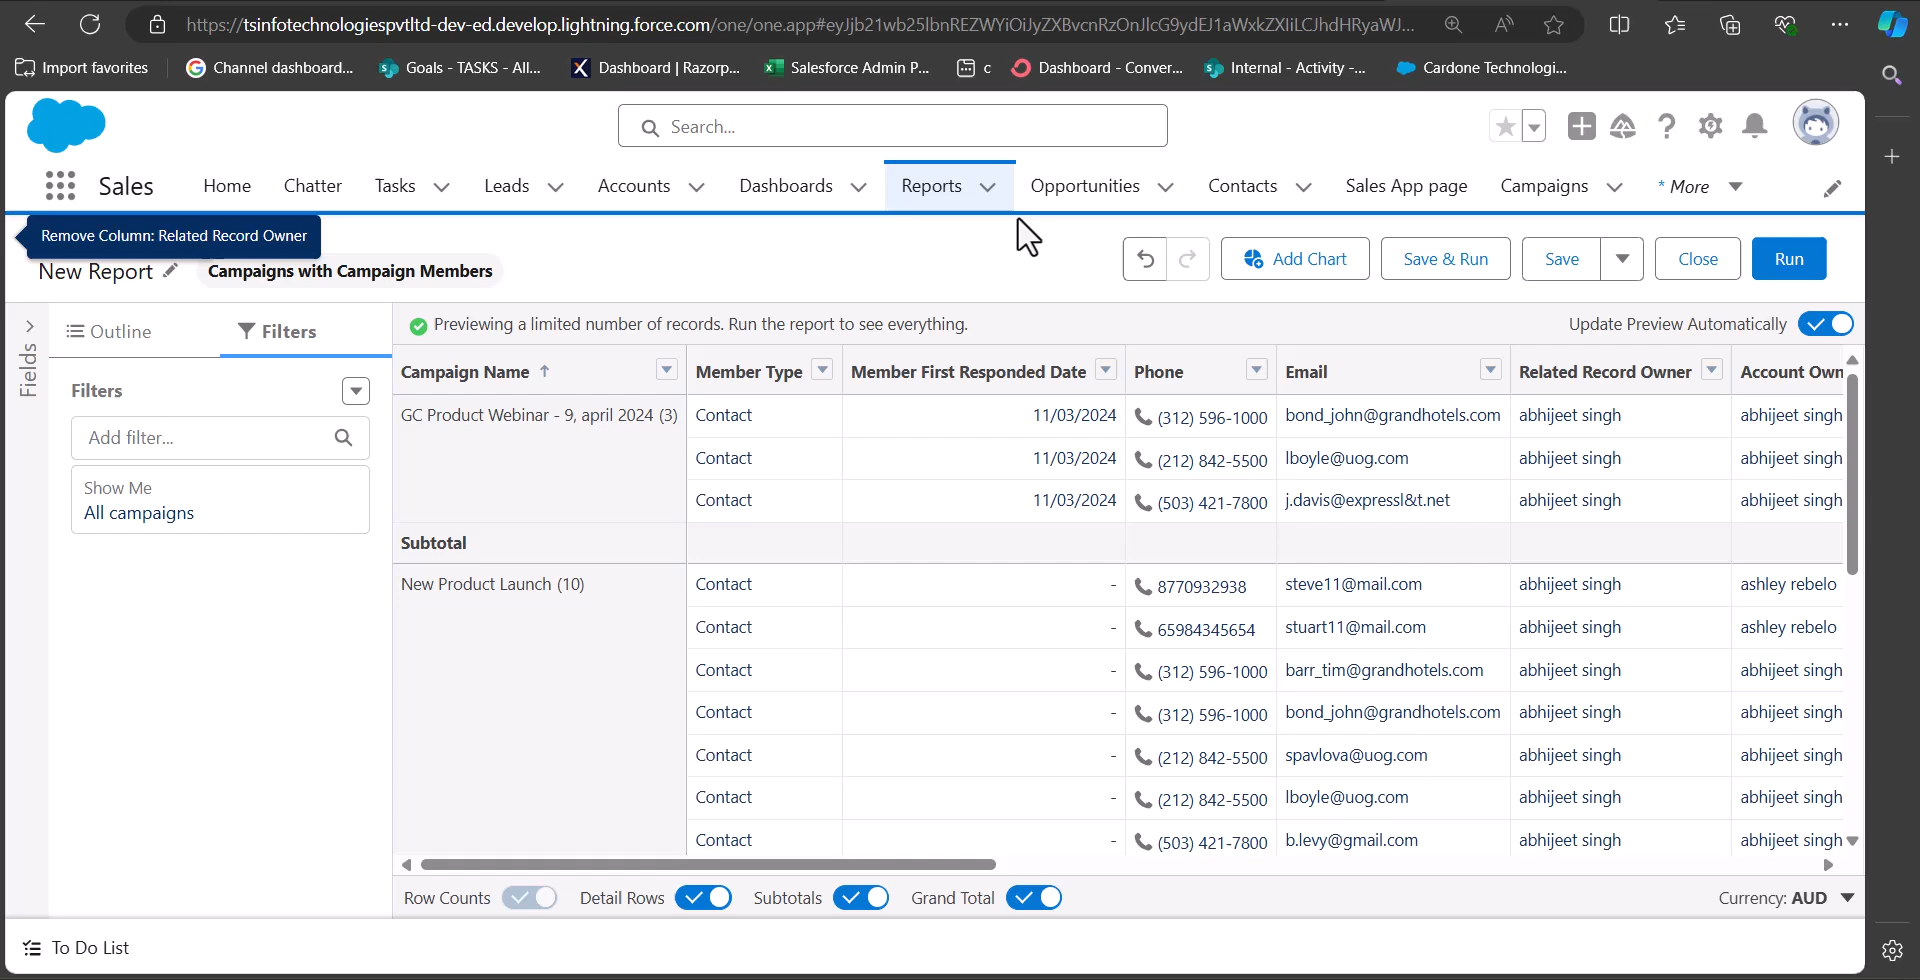 https://tsinfotechnologiespvtltd-dev-ed.develop.lightning.force.com/one/one.app#eyJjb21wb25lbnREZWYiOiJyZXBvcnRzOnJlcG9ydEJ1aWxkZXIiLCJhdHRyaWJ...
Import favorites
Channel dashboard...
Goals - TASKS - All...
Dashboard | Razorp...
Salesforce Admin P...
c
Dashboard - Conver...
Internal - Activity -...
Cardone Technologi...
Search...
Sales
Home
Chatter
Tasks
Leads
Accounts
Dashboards
Reports
Opportunities
Contacts
Sales App page
Campaigns
* More
Remove Column: Related Record Owner
New Report
Campaigns with Campaign Members
Add Chart
Save & Run
Save
Close
Run
Fields
Outline
Filters
Previewing a limited number of records. Run the report to see everything.
Update Preview Automatically
Filters
Add filter...
Show Me
All campaigns
Campaign Name ↑ Member Type Member First Responded Date Phone Email Related Record Owner Account Own
GC Product Webinar - 9, april 2024 (3) Contact 11/03/2024 (312) 596-1000 bond_john@grandhotels.com abhijeet singh abhijeet singh
Contact 11/03/2024 (212) 842-5500 lboyle@uog.com abhijeet singh abhijeet singh
Contact 11/03/2024 (503) 421-7800 j.davis@expressl&t.net abhijeet singh abhijeet singh
Subtotal
New Product Launch (10) Contact - 8770932938 steve11@mail.com abhijeet singh ashley rebelo
Contact - 65984345654 stuart11@mail.com abhijeet singh ashley rebelo
Contact - (312) 596-1000 barr_tim@grandhotels.com abhijeet singh abhijeet singh
Contact - (312) 596-1000 bond_john@grandhotels.com abhijeet singh abhijeet singh
Contact - (212) 842-5500 spavlova@uog.com abhijeet singh abhijeet singh
Contact - (212) 842-5500 lboyle@uog.com abhijeet singh abhijeet singh
Contact - (503) 421-7800 b.levy@gmail.com abhijeet singh abhijeet singh
Row Counts
Detail Rows
Subtotals
Grand Total
Currency: AUD
To Do List